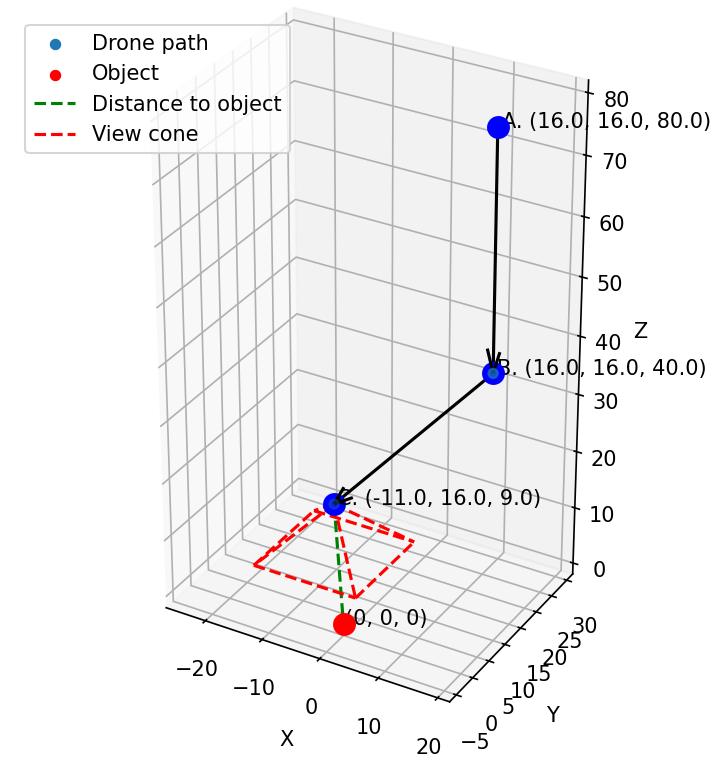 Drone path
Object
Distance to object
View cone
A. (16.0, 16.0, 80.0)
B. (16.0, 16.0, 40.0)
C. (-11.0, 16.0, 9.0)
(0, 0, 0)
80
70
60
50
40
30
20
10
0
Z
−20
−10
0
10
20
X
−5
0
5
10
15
20
25
30
Y